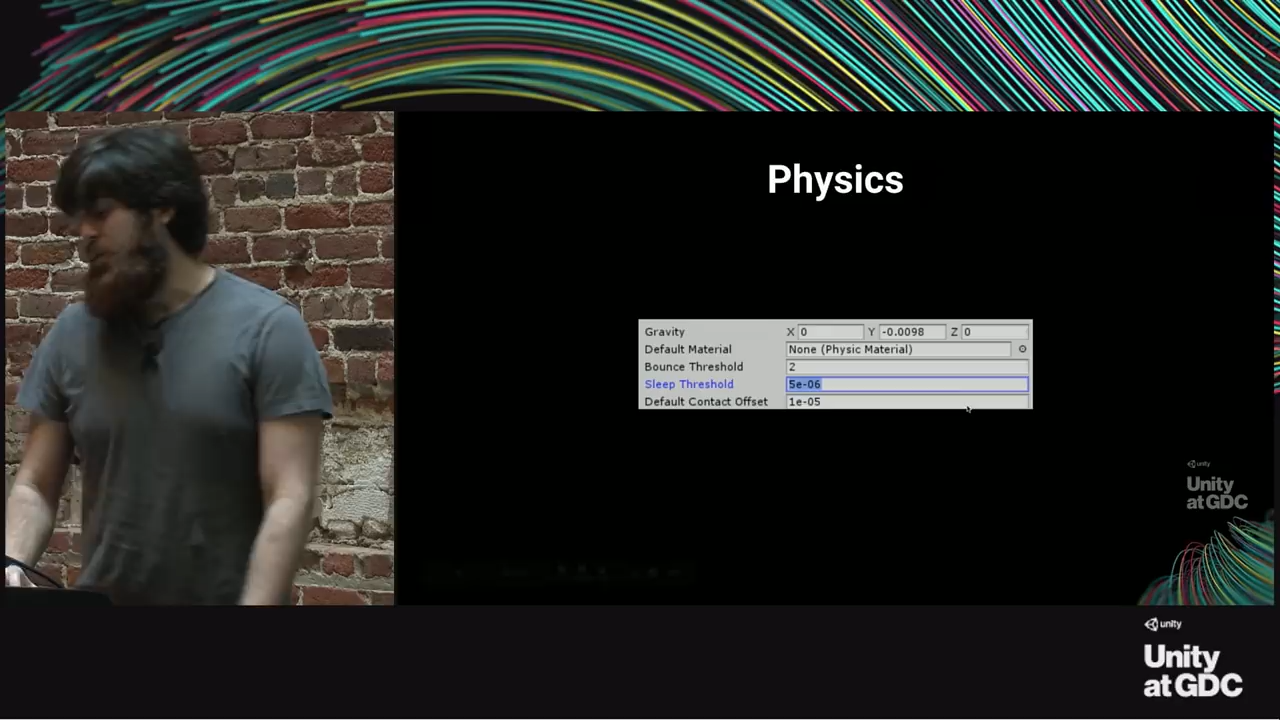 Physics
Gravity X 0 Y -0.0098 Z 0
Default Material None (Physic Material)
Bounce Threshold 2
Sleep Threshold 5e-06
Default Contact Offset 1e-05
unity
Unity
at GDC
unity
Unity
at GDC